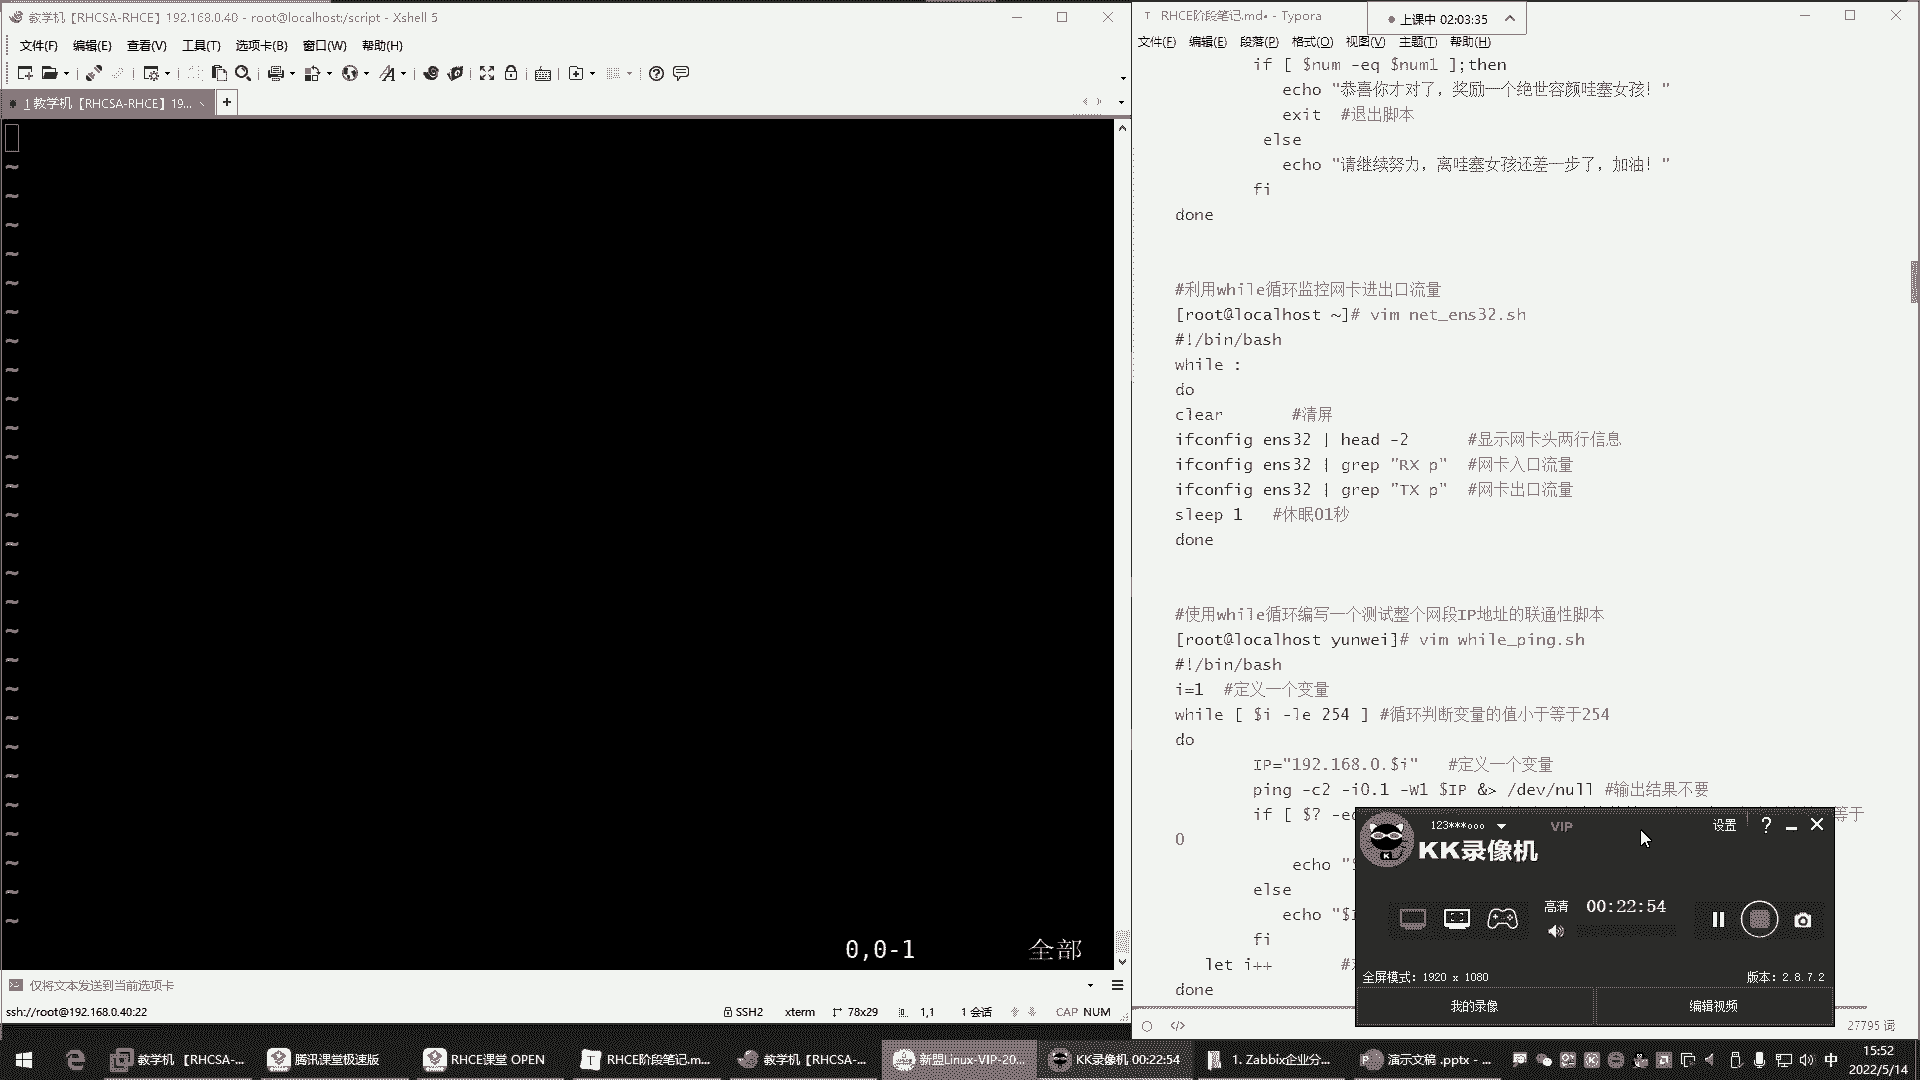 教学机【RHCSA-RHCE】192.168.0.40 - root@localhost:/script - Xshell 5
文件(F) 编辑(E) 查看(V) 工具(T) 选项卡(B) 窗口(W) 帮助(H)
1 教学机【RHCSA-RHCE】19...
0,0-1 全部
仅将文本发送到当前选项卡
ssh://root@192.168.0.40:22 SSH2 xterm 78x29 1,1 1 会话 CAP NUM
RHCE阶段笔记.md• - Typora
上课中 02:03:35
文件(F) 编辑(E) 段落(P) 格式(O) 视图(V) 主题(T) 帮助(H)
if [ $num -eq $num1 ];then
echo "恭喜你才对了，奖励一个绝世容颜哇塞女孩！"
exit #退出脚本
else
echo "请继续努力，离哇塞女孩还差一步了，加油！"
fi
done
#利用while循环监控网卡进出口流量
[root@localhost ~]# vim net_ens32.sh
#!/bin/bash
while :
do
clear #清屏
ifconfig ens32 | head -2 #显示网卡头两行信息
ifconfig ens32 | grep "RX p" #网卡入口流量
ifconfig ens32 | grep "TX p" #网卡出口流量
sleep 1 #休眠01秒
done
#使用while循环编写一个测试整个网段IP地址的联通性脚本
[root@localhost yunwei]# vim while_ping.sh
#!/bin/bash
i=1 #定义一个变量
while [ $i -le 254 ] #循环判断变量的值小于等于254
do
IP="192.168.0.$i" #定义一个变量
ping -c2 -i0.1 -W1 $IP &> /dev/null #输出结果不要
if [ $? -e 等于
0
echo "
else
echo "$
fi
let i++ #
done
27795 词
123***ooo VIP 设置
KK录像机
高清 00:22:54
全屏模式: 1920 x 1080 版本: 2.8.7.2
我的录像 编辑视频
教学机【RHCSA-... 腾讯课堂极速版 RHCE课堂 OPEN RHCE阶段笔记.m... 教学机【RHCSA-... 新盟Linux-VIP-20... KK录像机 00:22:54 1. Zabbix企业分... 演示文稿 .pptx - ... 中 15:52
2022/5/14